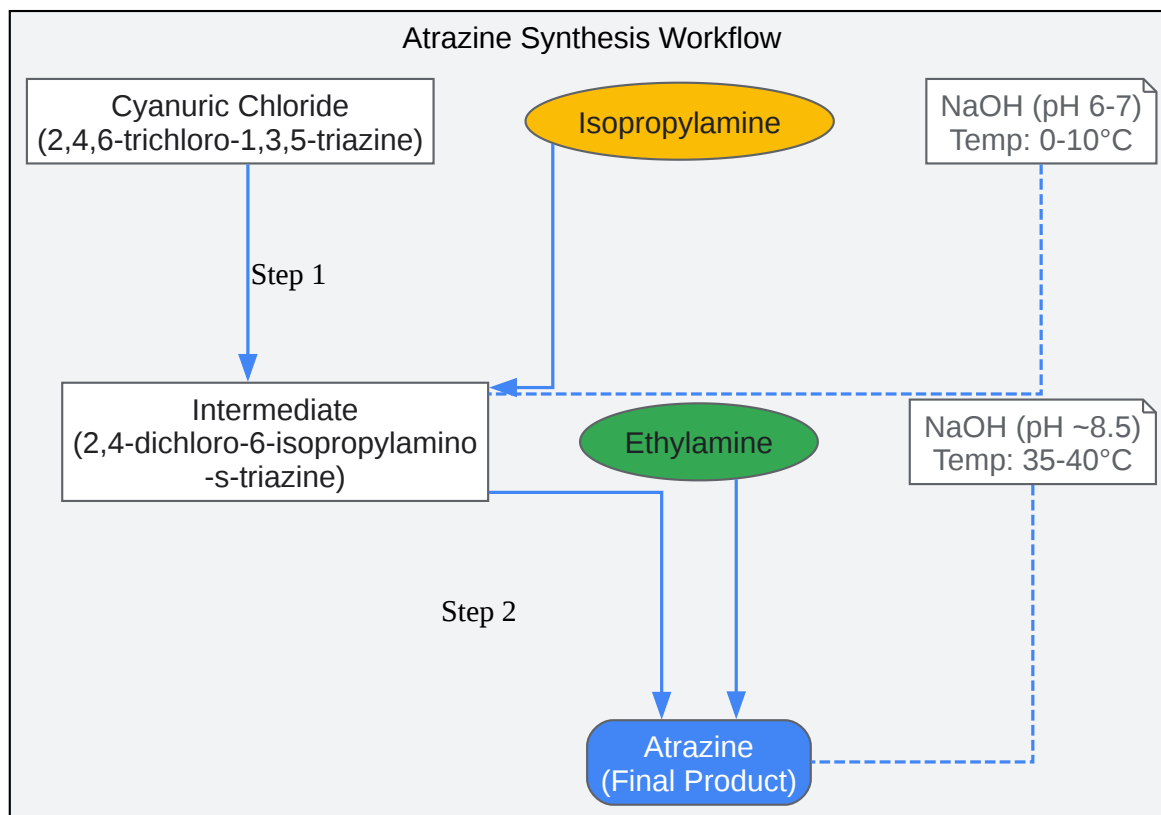 Atrazine Synthesis Workflow
Cyanuric Chloride
(2,4,6-trichloro-1,3,5-triazine)
Isopropylamine
NaOH (pH 6-7)
Temp: 0-10°C
Step 1
Intermediate
(2,4-dichloro-6-isopropylamino
-s-triazine)
Ethylamine
NaOH (pH ~8.5)
Temp: 35-40°C
Step 2
Atrazine
(Final Product)